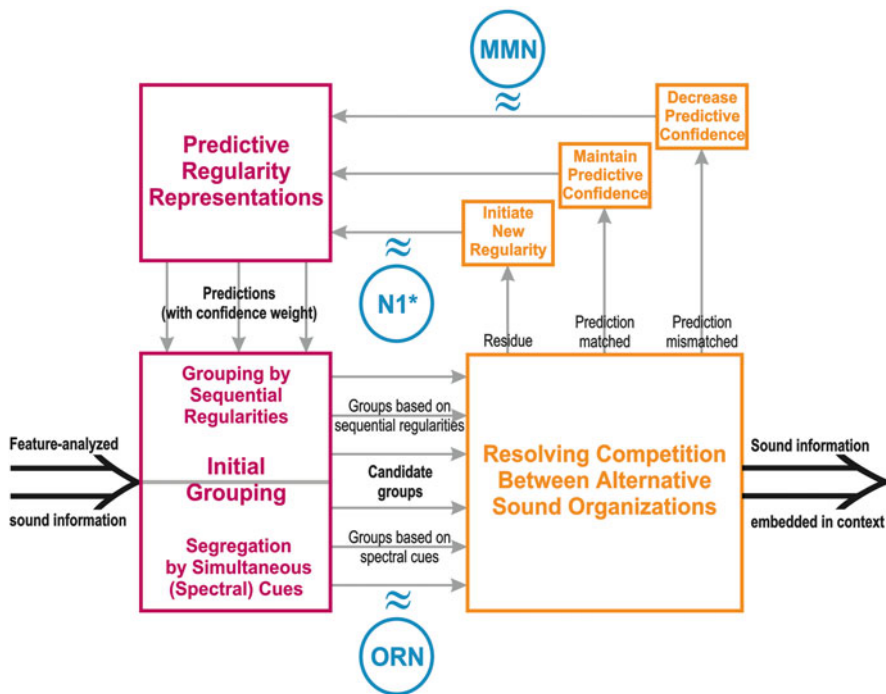 MMN
≈
Predictive
Regularity
Representations
Decrease
Predictive
Confidence
Maintain
Predictive
Confidence
Initiate
New
Regularity
≈
N1*
Predictions
(with confidence weight)
Residue
Prediction
matched
Prediction
mismatched
Feature-analyzed
sound information
Grouping by
Sequential
Regularities
Initial
Grouping
Segregation
by Simultaneous
(Spectral) Cues
Groups based on
sequential regularities
Candidate
groups
Groups based on
spectral cues
≈
ORN
Resolving Competition
Between Alternative
Sound Organizations
Sound information
embedded in context